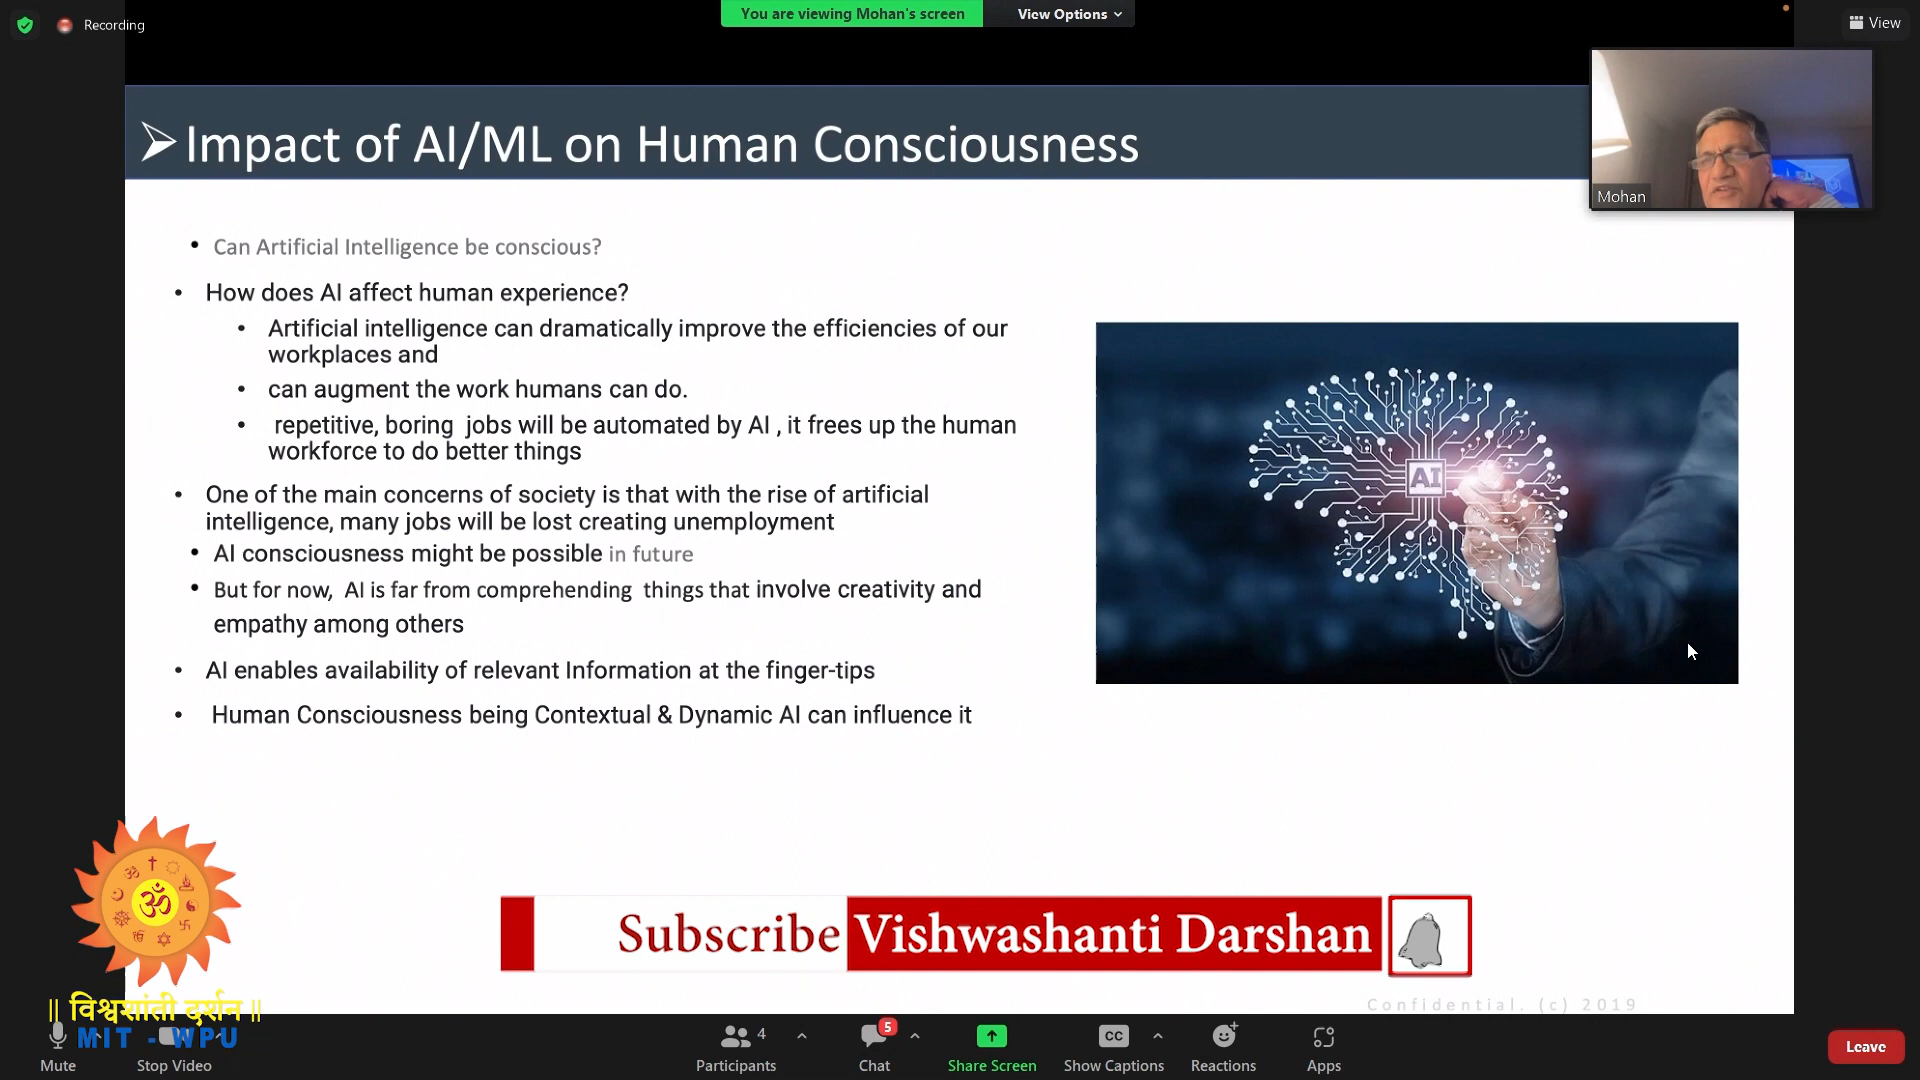 Recording
You are viewing Mohan's screen
View Options
View
➢Impact of AI/ML on Human Consciousness
Mohan
• Can Artificial Intelligence be conscious?
• How does AI affect human experience?
• Artificial intelligence can dramatically improve the efficiencies of our
workplaces and
• can augment the work humans can do.
• repetitive, boring jobs will be automated by AI , it frees up the human
workforce to do better things
• One of the main concerns of society is that with the rise of artificial
intelligence, many jobs will be lost creating unemployment
• AI consciousness might be possible in future
• But for now, AI is far from comprehending things that involve creativity and
empathy among others
• AI enables availability of relevant Information at the finger-tips
• Human Consciousness being Contextual & Dynamic AI can influence it
AI
ॐ
Subscribe Vishwashanti Darshan
Confidential. (c) 2019
|| विश्वशांती दर्शन ||
MIT - WPU
Mute
Stop Video
4
Participants
5
Chat
Share Screen
CC
Show Captions
Reactions
Apps
Leave